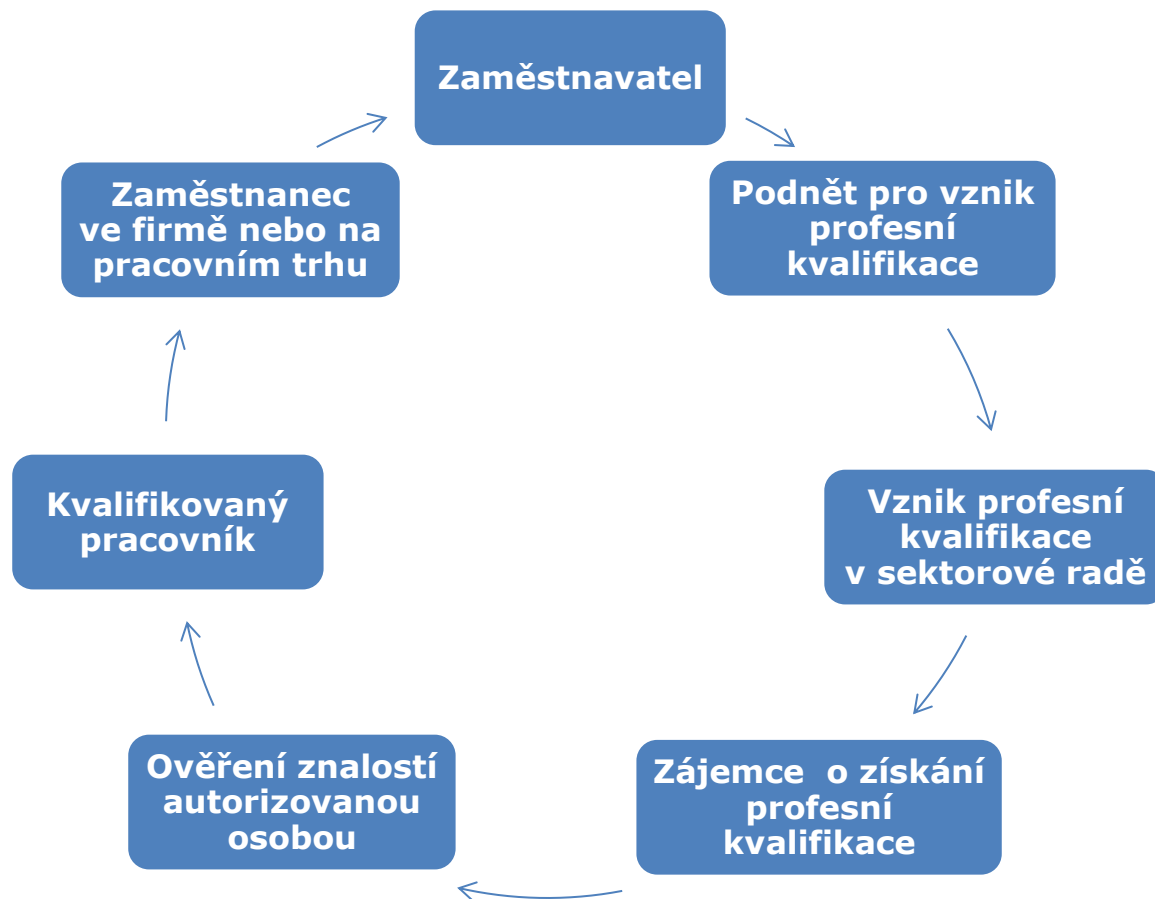 Zaměstnavatel
Podnět pro vznik
profesní
kvalifikace
Vznik profesní
kvalifikace
v sektorové radě
Zájemce o získání
profesní
kvalifikace
Ověření znalostí
autorizovanou
osobou
Kvalifikovaný
pracovník
Zaměstnanec
ve firmě nebo na
pracovním trhu